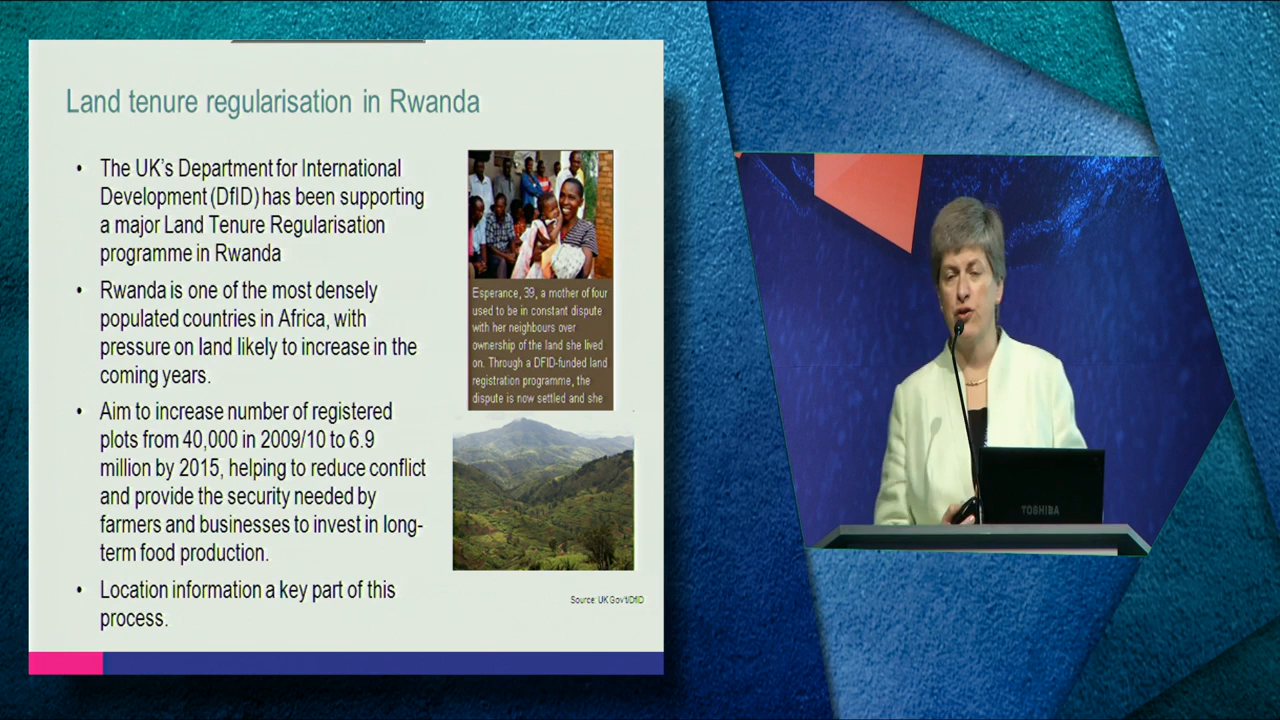 Land tenure regularisation in Rwanda
• The UK's Department for International
Development (DfID) has been supporting
a major Land Tenure Regularisation
programme in Rwanda
• Rwanda is one of the most densely
populated countries in Africa, with
pressure on land likely to increase in the
coming years.
• Aim to increase number of registered
plots from 40,000 in 2009/10 to 6.9
million by 2015, helping to reduce conflict
and provide the security needed by
farmers and businesses to invest in long-
term food production.
• Location information a key part of this
process.
Esperance, 39, a mother of four
used to be in constant dispute
with her neighbours over
ownership of the land she lived
on. Through a DFID-funded land
registration programme, the
dispute is now settled and she
Source: UK Gov't/DfID
TOSHIBA